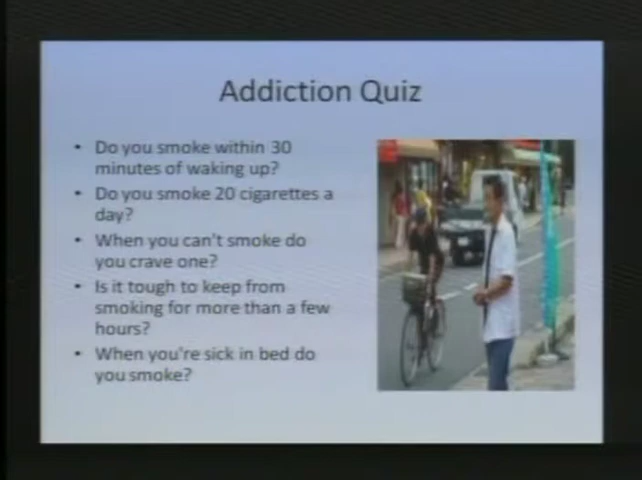 Addiction Quiz
• Do you smoke within 30
minutes of waking up?
• Do you smoke 20 cigarettes a
day?
• When you can't smoke do
you crave one?
• Is it tough to keep from
smoking for more than a few
hours?
• When you're sick in bed do
you smoke?